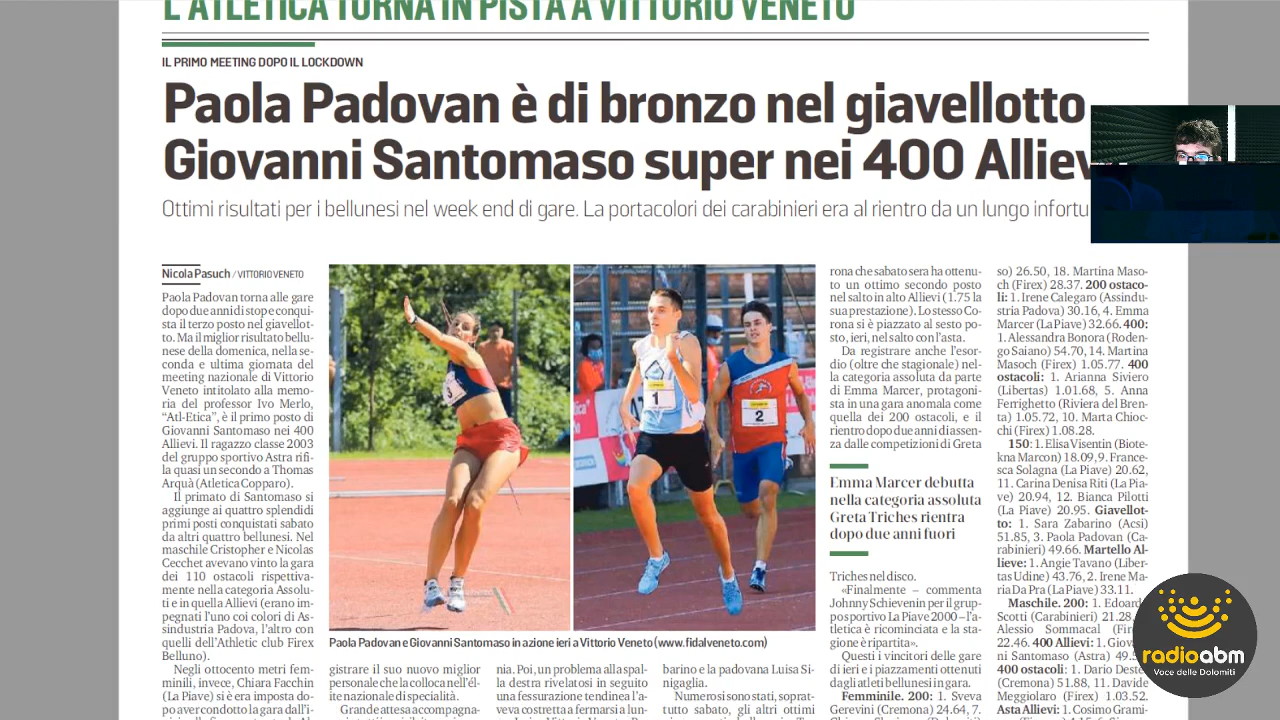 L'ATLETICA TORNA IN PISTA A VITTORIO VENETO
IL PRIMO MEETING DOPO IL LOCKDOWN
Paola Padovan è di bronzo nel giavellotto
Giovanni Santomaso super nei 400 Alliev
Ottimi risultati per i bellunesi nel week end di gare. La portacolori dei carabinieri era al rientro da un lungo infortu
Nicola Pasuch / VITTORIO VENETO
Paola Padovan torna alle gare
dopo due anni di stop e conqui-
sta il terzo posto nel giavellot-
to. Ma il miglior risultato bellu-
nese della domenica, nella se-
conda e ultima giornata del
meeting nazionale di Vittorio
Veneto intitolato alla memo-
ria del professor Ivo Merlo,
"Atl-Etica", è il primo posto di
Giovanni Santomaso nei 400
Allievi. Il ragazzo classe 2003
del gruppo sportivo Astra rifi-
la quasi un secondo a Thomas
Arquà (Atletica Copparo).
Il primato di Santomaso si
aggiunge ai quattro splendidi
primi posti conquistati sabato
da altri quattro bellunesi. Nel
maschile Cristopher e Nicolas
Cecchet avevano vinto la gara
dei 110 ostacoli rispettiva-
mente nella categoria Assolu-
ti e in quella Allievi (erano im-
pegnati l'uno coi colori di As-
sindustria Padova, l'altro con
quelli dell'Athletic club Firex
Belluno).
Negli ottocento metri fem-
minili, invece, Chiara Facchin
(La Piave) si era imposta do-
po aver condotto la gara dall'i-
3
1
2
Paola Padovan e Giovanni Santomaso in azione ieri a Vittorio Veneto (www.fidalveneto.com)
gistrare il suo nuovo miglior
personale che la colloca nell'éli-
te nazionale di specialità.
Grande attesa accompagna-
nia. Poi, un problema alla spal-
la destra rivelatosi in seguito
una fessurazione tendinea l'a-
veva costretta a fermarsi a lun-
barino e la padovana Luisa Si-
nigaglia.
Numerosi sono stati, soprat-
tutto sabato, gli altri ottimi
rona che sabato sera ha ottenu-
to un ottimo secondo posto
nel salto in alto Allievi (1.75 la
sua prestazione). Lo stesso Co-
rona si è piazzato al sesto po-
sto, ieri, nel salto con l'asta.
Da registrare anche l'esor-
dio (oltre che stagionale) nel-
la categoria assoluta da parte
di Emma Marcer, protagoni-
sta in una gara anomala come
quella dei 200 ostacoli, e il
rientro dopo due anni di assen-
za dalle competizioni di Greta
Emma Marcer debutta
nella categoria assoluta
Greta Triches rientra
dopo due anni fuori
Triches nel disco.
«Finalmente – commenta
Johnny Schievenin per il grup-
po sportivo La Piave 2000 – l'a-
tletica è ricominciata e la sta-
gione è ripartita».
Questi i vincitori delle gare
di ieri e i piazzamenti ottenuti
dagli atleti bellunesi in gara.
Femminile. 200: 1. Sveva
Gerevini (Cremona) 24.64, 7.
so) 26.50, 18. Martina Maso-
ch (Firex) 28.37. 200 ostaco-
li: 1. Irene Calegaro (Assindu-
stria Padova) 30.16, 4. Emma
Marcer (La Piave) 32.66. 400:
1. Alessandra Bonora (Roden-
go Saiano) 54.70, 14. Martina
Masoch (Firex) 1.05.77. 400
ostacoli: 1. Arianna Siviero
(Libertas) 1.01.68, 5. Anna
Ferrighetto (Riviera del Bren-
ta) 1.05.72, 10. Marta Chioc-
chi (Firex) 1.08.28.
150: 1. Elisa Visentin (Biote-
kna Marcon) 18.09, 9. France-
sca Solagna (La Piave) 20.62,
11. Carina Denisa Riti (La Pia-
ve) 20.94, 12. Bianca Pilotti
(La Piave) 20.95. Giavellot-
to: 1. Sara Zabarino (Acsi)
51.85, 3. Paola Padovan (Ca-
rabinieri) 49.66. Martello Al-
lieve: 1. Angie Tavano (Liber-
tas Udine) 43.76, 2. Irene Ma-
ria Da Pra (La Piave) 33.11.
Maschile. 200: 1. Edoar
Scotti (Carabinieri) 21.28,
Alessio Sommacal (Fir
22.46. 400 Allievi: 1. Giov
ni Santomaso (Astra) 49.
400 ostacoli: 1. Dario Deste
(Cremona) 51.88, 11. Davide
Meggiolaro (Firex) 1.03.52.
Asta Allievi: 1. Cosimo Grami-
radioabm
Voce delle Dolomiti